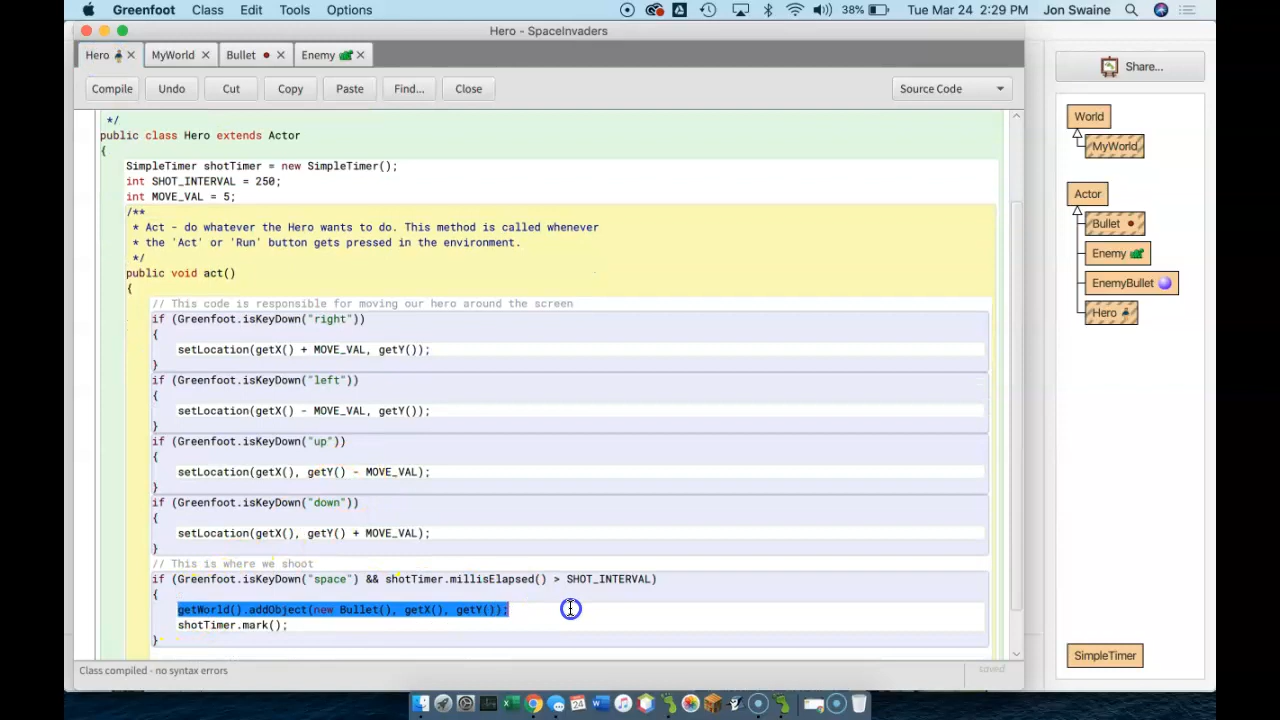 Greenfoot Class Edit Tools Options 38% Tue Mar 24 2:29 PM Jon Swaine
Hero - SpaceInvaders
Hero MyWorld Bullet Enemy
Compile Undo Cut Copy Paste Find... Close Source Code
Share...
*/
public class Hero extends Actor
{
SimpleTimer shotTimer = new SimpleTimer();
int SHOT_INTERVAL = 250;
int MOVE_VAL = 5;
/**
* Act - do whatever the Hero wants to do. This method is called whenever
* the 'Act' or 'Run' button gets pressed in the environment.
*/
public void act()
{
// This code is responsible for moving our hero around the screen
if (Greenfoot.isKeyDown("right"))
{
setLocation(getX() + MOVE_VAL, getY());
}
if (Greenfoot.isKeyDown("left"))
{
setLocation(getX() - MOVE_VAL, getY());
}
if (Greenfoot.isKeyDown("up"))
{
setLocation(getX(), getY() - MOVE_VAL);
}
if (Greenfoot.isKeyDown("down"))
{
setLocation(getX(), getY() + MOVE_VAL);
}
// This is where we shoot
if (Greenfoot.isKeyDown("space") && shotTimer.millisElapsed() > SHOT_INTERVAL)
{
getWorld().addObject(new Bullet(), getX(), getY());
shotTimer.mark();
}
Class compiled - no syntax errors
saved
World
MyWorld
Actor
Bullet
Enemy
EnemyBullet
Hero
SimpleTimer